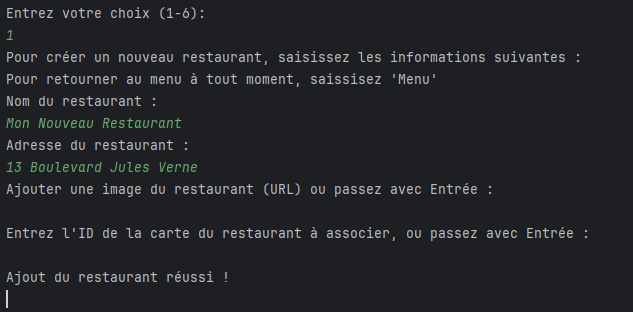 Entrez votre choix (1-6):
1
Pour créer un nouveau restaurant, saisissez les informations suivantes :
Pour retourner au menu à tout moment, saissisez 'Menu'
Nom du restaurant :
Mon Nouveau Restaurant
Adresse du restaurant :
13 Boulevard Jules Verne
Ajouter une image du restaurant (URL) ou passez avec Entrée :
Entrez l'ID de la carte du restaurant à associer, ou passez avec Entrée :
Ajout du restaurant réussi !